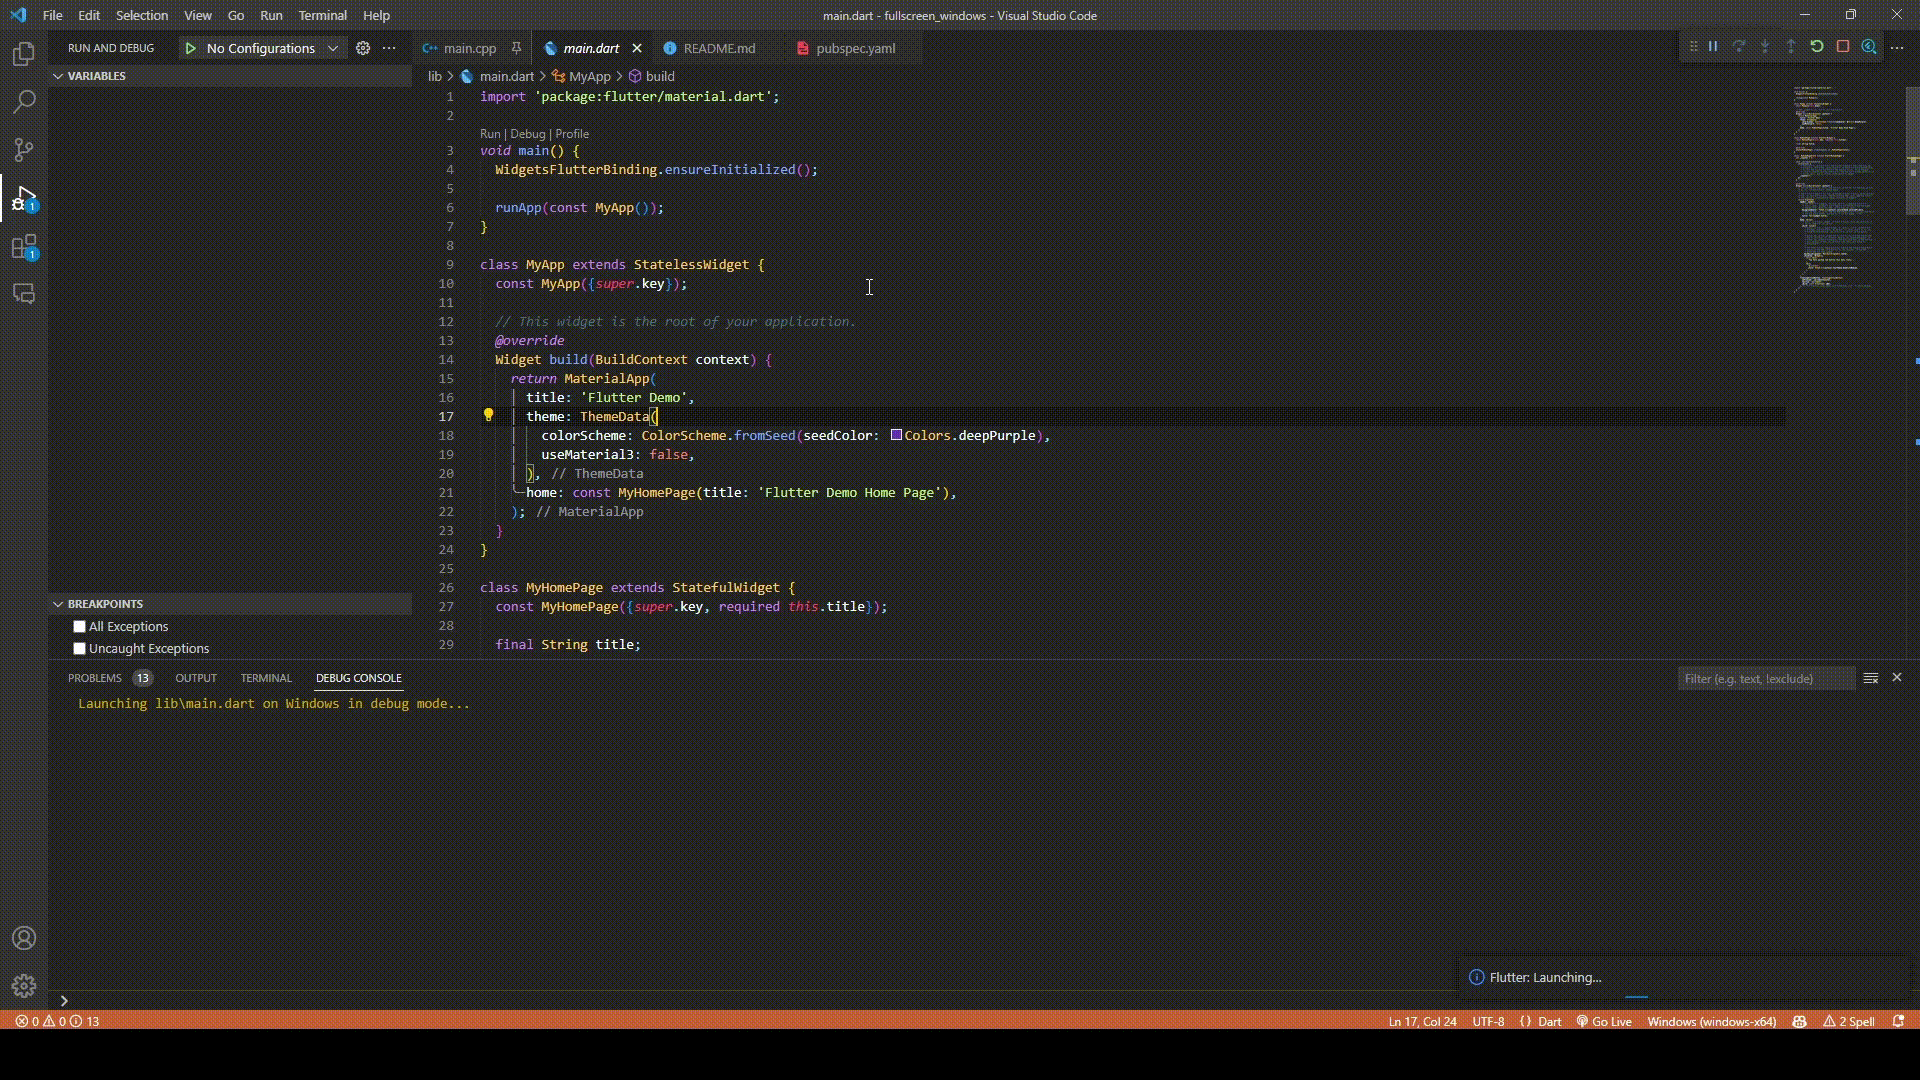 File Edit Selection View Go Run Terminal Help
main.dart - fullscreen_windows - Visual Studio Code
RUN AND DEBUG
No Configurations
main.cpp
main.dart
README.md
pubspec.yaml
VARIABLES
lib > main.dart > MyApp > build
1 import 'package:flutter/material.dart';
2
Run | Debug | Profile
3 void main() {
4 WidgetsFlutterBinding.ensureInitialized();
5
6 runApp(const MyApp());
7 }
8
9 class MyApp extends StatelessWidget {
10 const MyApp({super.key});
11
12 // This widget is the root of your application.
13 @override
14 Widget build(BuildContext context) {
15 return MaterialApp(
16 title: 'Flutter Demo',
17 theme: ThemeData(
18 colorScheme: ColorScheme.fromSeed(seedColor: Colors.deepPurple),
19 useMaterial3: false,
20 ), // ThemeData
21 home: const MyHomePage(title: 'Flutter Demo Home Page'),
22 ); // MaterialApp
23 }
24 }
25
26 class MyHomePage extends StatefulWidget {
27 const MyHomePage({super.key, required this.title});
28
29 final String title;
1
1
BREAKPOINTS
All Exceptions
Uncaught Exceptions
PROBLEMS 13 OUTPUT TERMINAL DEBUG CONSOLE
Filter (e.g. text, !exclude)
Launching lib\main.dart on Windows in debug mode...
Flutter: Launching...
0 0 13
Ln 17, Col 24 UTF-8 {} Dart Go Live Windows (windows-x64) 2 Spell